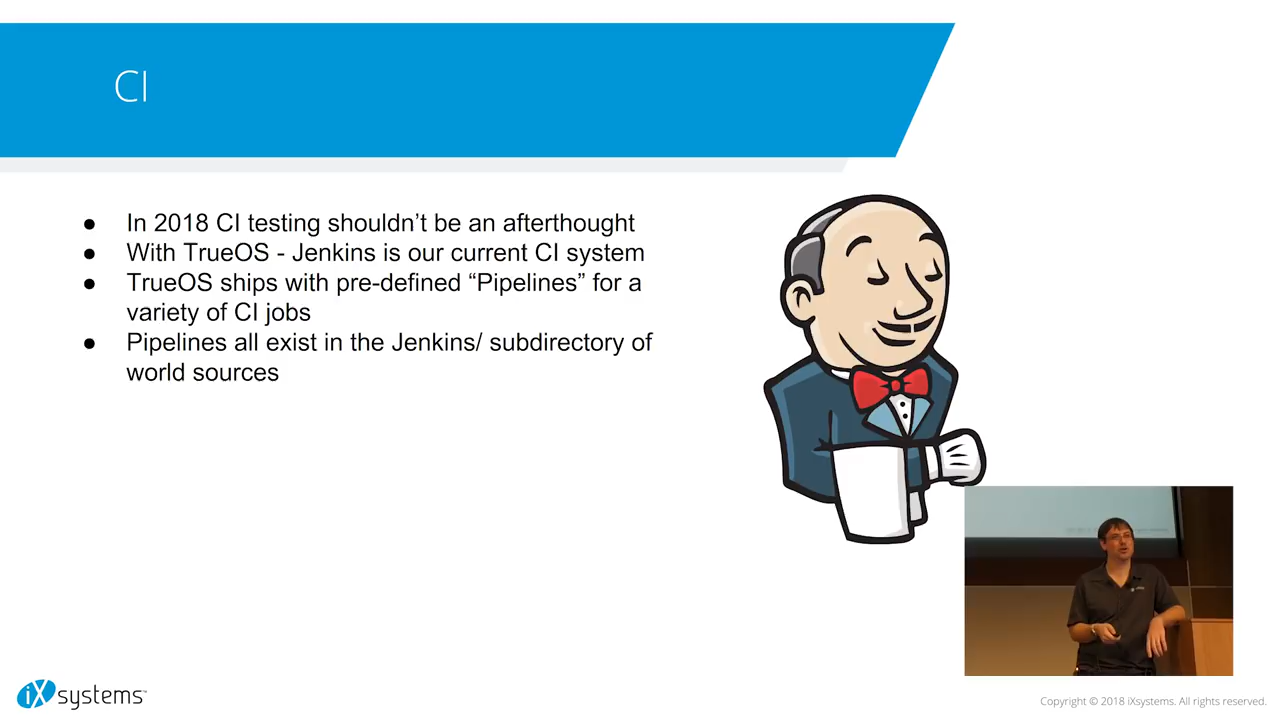 CI
● In 2018 CI testing shouldn’t be an afterthought
● With TrueOS - Jenkins is our current CI system
● TrueOS ships with pre-defined “Pipelines” for a
variety of CI jobs
● Pipelines all exist in the Jenkins/ subdirectory of
world sources
iXsystems™
Copyright © 2018 iXsystems. All rights reserved.